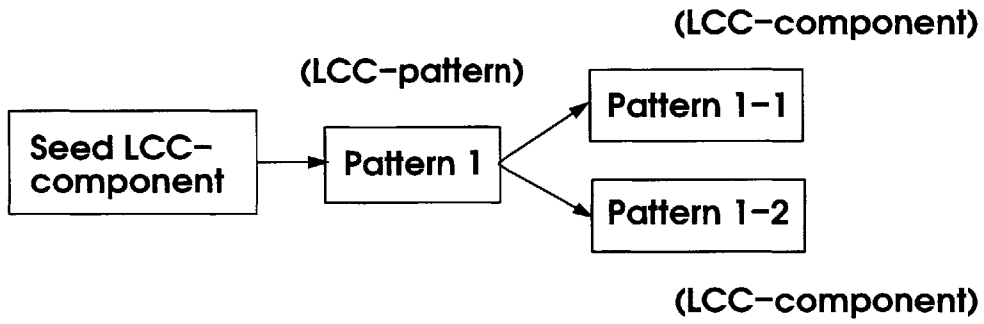 (LCC-component)
(LCC-pattern)
Pattern 1-1
Seed LCC-
component
Pattern 1
Pattern 1-2
(LCC-component)